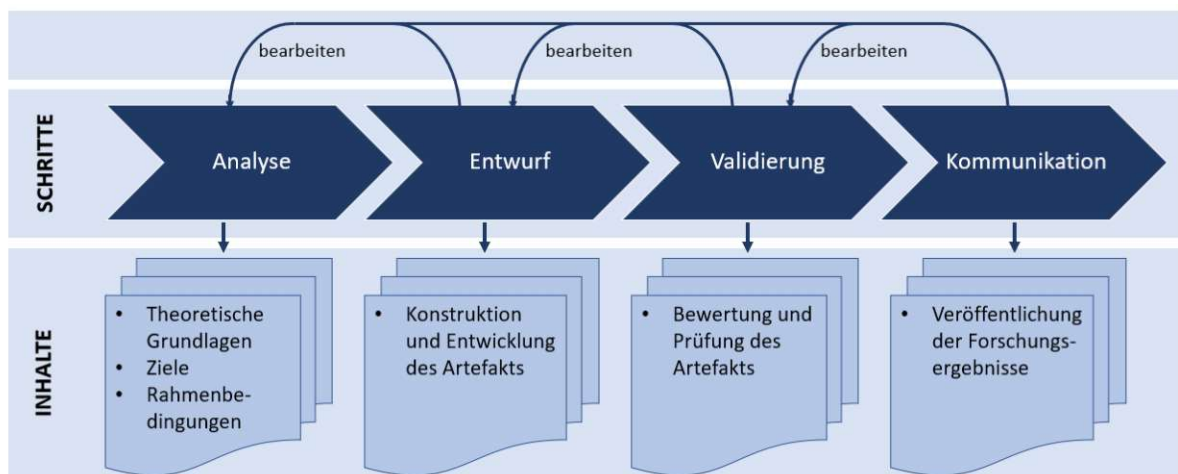 bearbeiten
bearbeiten
bearbeiten
SCHRITTE
Analyse
Entwurf
Validierung
Kommunikation
INHALTE
• Theoretische
Grundlagen
• Ziele
• Rahmenbe-
dingungen
• Konstruktion
und Entwicklung
des Artefakts
• Bewertung und
Prüfung des
Artefakts
• Veröffentlichung
der Forschungs-
ergebnisse